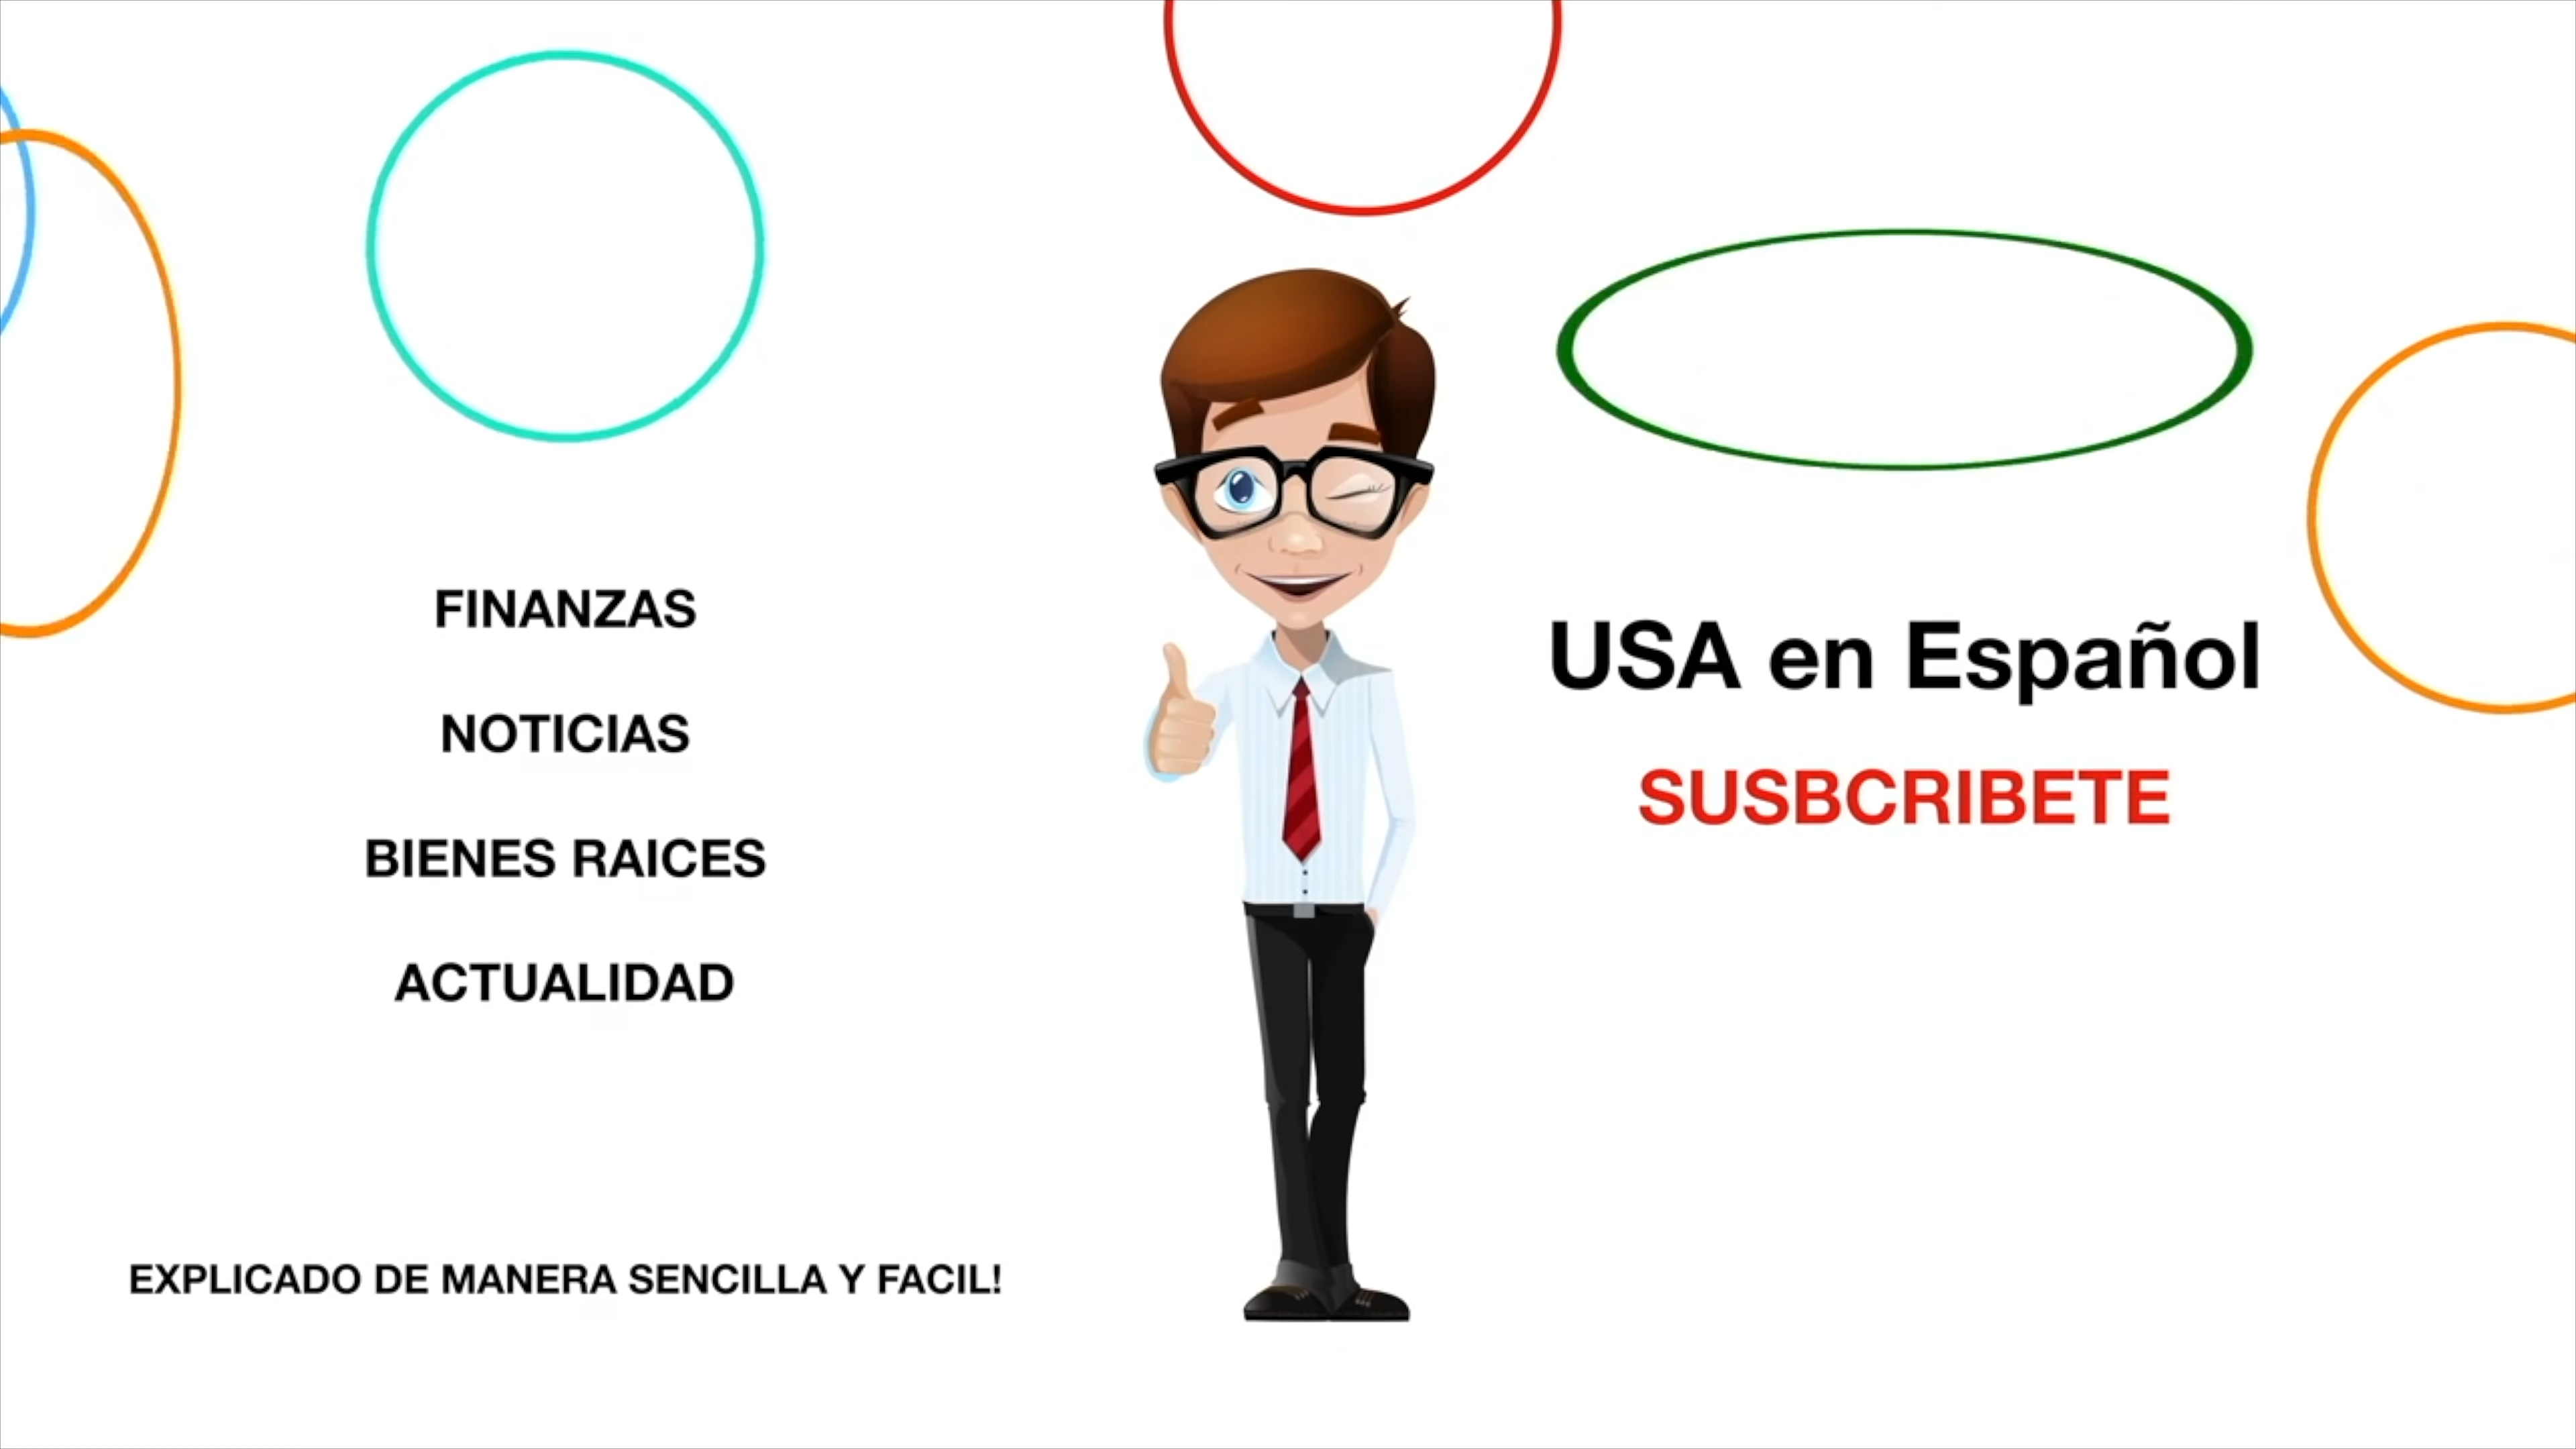 FINANZAS
NOTICIAS
BIENES RAICES
ACTUALIDAD
EXPLICADO DE MANERA SENCILLA Y FACIL!
USA en Español
SUSBCRIBETE